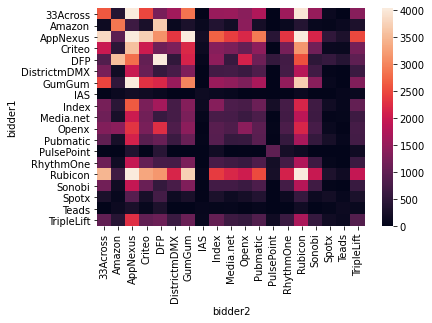 bidder1
33Across
Amazon
AppNexus
Criteo
DFP
DistrictmDMX
GumGum
IAS
Index
Media.net
Openx
Pubmatic
PulsePoint
RhythmOne
Rubicon
Sonobi
Spotx
Teads
TripleLift
33Across
Amazon
AppNexus
Criteo
DFP
DistrictmDMX
GumGum
IAS
Index
Media.net
Openx
Pubmatic
PulsePoint
RhythmOne
Rubicon
Sonobi
Spotx
Teads
TripleLift
bidder2
4000
3500
3000
2500
2000
1500
1000
500
0